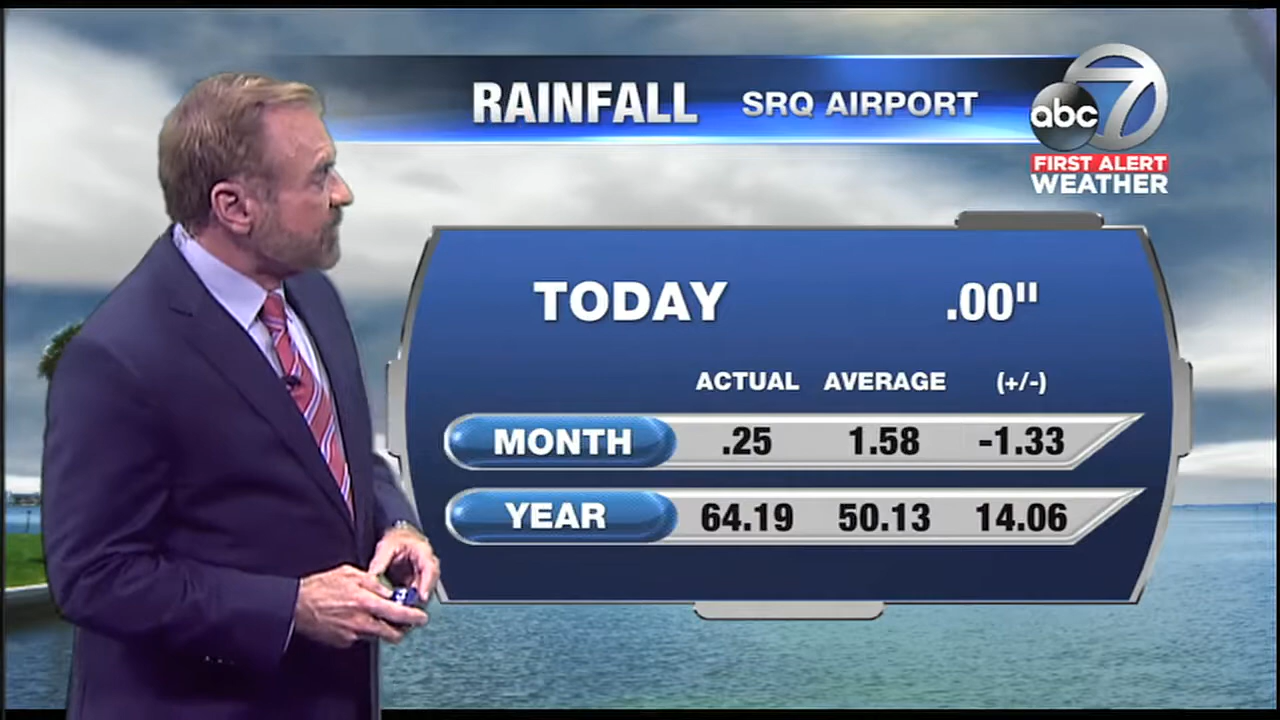 RAINFALL SRQ AIRPORT
abc 7
FIRST ALERT
WEATHER
TODAY .00"
ACTUAL AVERAGE (+/-)
MONTH .25 1.58 -1.33
YEAR 64.19 50.13 14.06